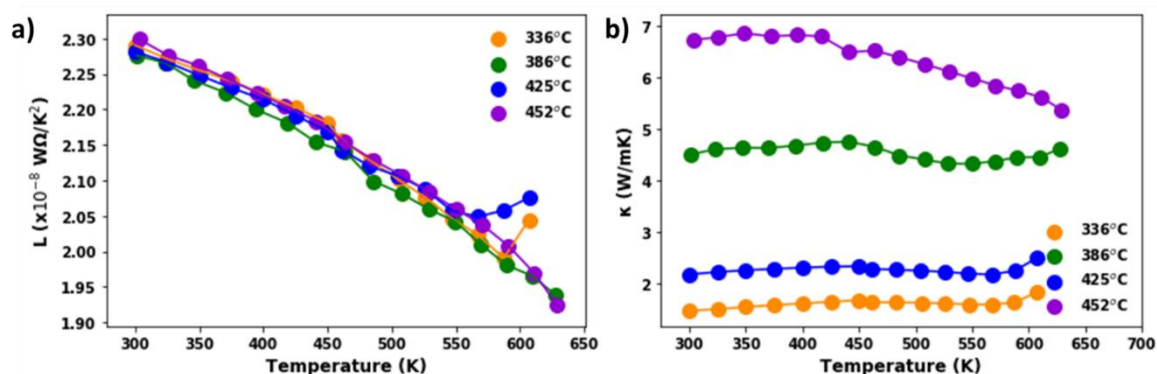 a)
L (x10⁻⁸ WΩ/K²)
2.30
2.25
2.20
2.15
2.10
2.05
2.00
1.95
1.90
336°C
386°C
425°C
452°C
300 350 400 450 500 550 600 650
Temperature (K)
b)
κ (W/mK)
7
6
5
4
3
2
336°C
386°C
425°C
452°C
300 350 400 450 500 550 600 650 700
Temperature (K)